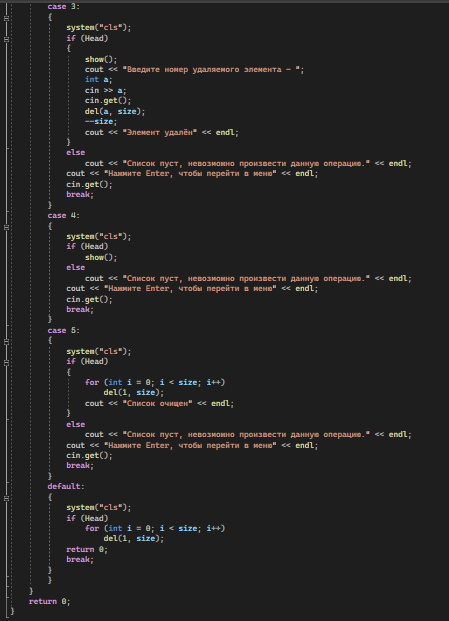 case 3:
{
system("cls");
if (Head)
{
show();
cout << "Введите номер удаляемого элемента - ";
int a;
cin >> a;
cin.get();
del(a, size);
--size;
cout << "Элемент удалён" << endl;
}
else
cout << "Список пуст, невозможно произвести данную операцию." << endl;
cout << "Нажмите Enter, чтобы перейти в меню" << endl;
cin.get();
break;
}
case 4:
{
system("cls");
if (Head)
show();
else
cout << "Список пуст, невозможно произвести данную операцию." << endl;
cout << "Нажмите Enter, чтобы перейти в меню" << endl;
cin.get();
break;
}
case 5:
{
system("cls");
if (Head)
{
for (int i = 0; i < size; i++)
del(1, size);
cout << "Список очищен" << endl;
}
else
cout << "Список пуст, невозможно произвести данную операцию." << endl;
cout << "Нажмите Enter, чтобы перейти в меню" << endl;
cin.get();
break;
}
default:
{
system("cls");
if (Head)
for (int i = 0; i < size; i++)
del(1, size);
return 0;
break;
}
}
}
return 0;
}